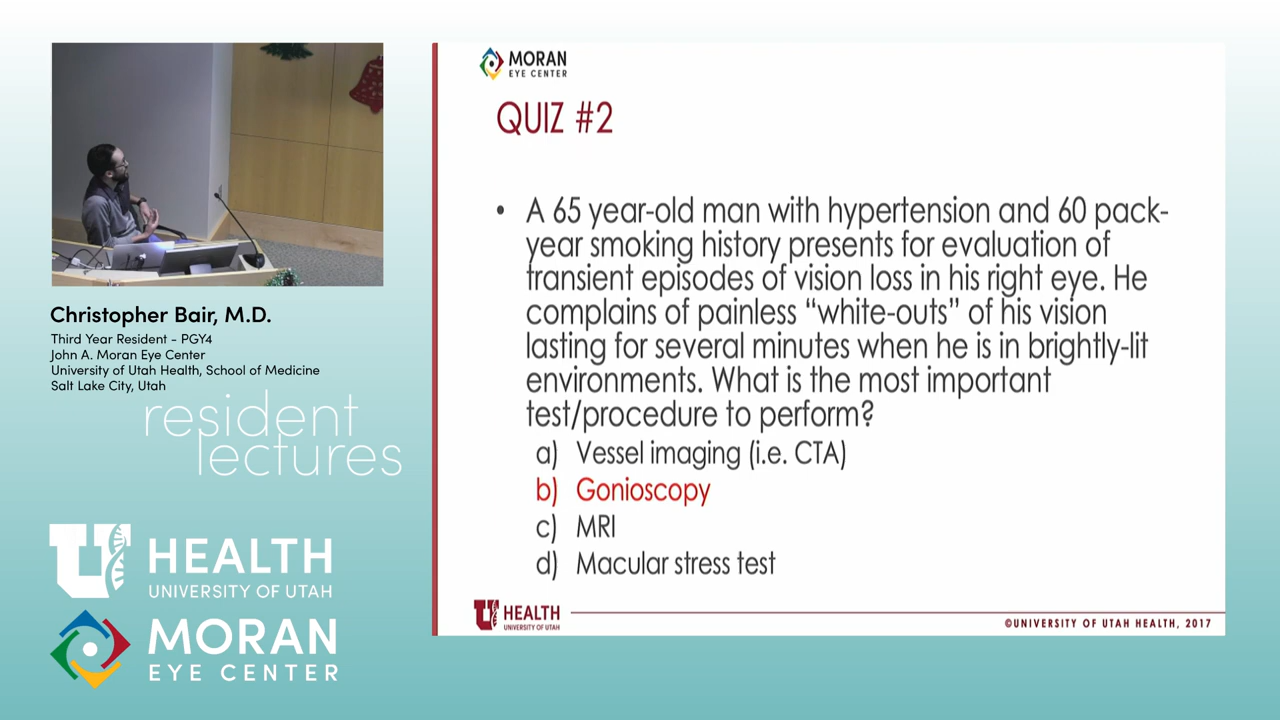 Christopher Bair, M.D.
Third Year Resident - PGY4
John A. Moran Eye Center
University of Utah Health, School of Medicine
Salt Lake City, Utah
resident
lectures
U
HEALTH
UNIVERSITY OF UTAH
MORAN
EYE CENTER
MORAN
EYE CENTER
QUIZ #2
• A 65 year-old man with hypertension and 60 pack-
year smoking history presents for evaluation of
transient episodes of vision loss in his right eye. He
complains of painless “white-outs” of his vision
lasting for several minutes when he is in brightly-lit
environments. What is the most important
test/procedure to perform?
a) Vessel imaging (i.e. CTA)
b) Gonioscopy
c) MRI
d) Macular stress test
U
HEALTH
UNIVERSITY OF UTAH
©UNIVERSITY OF UTAH HEALTH, 2017